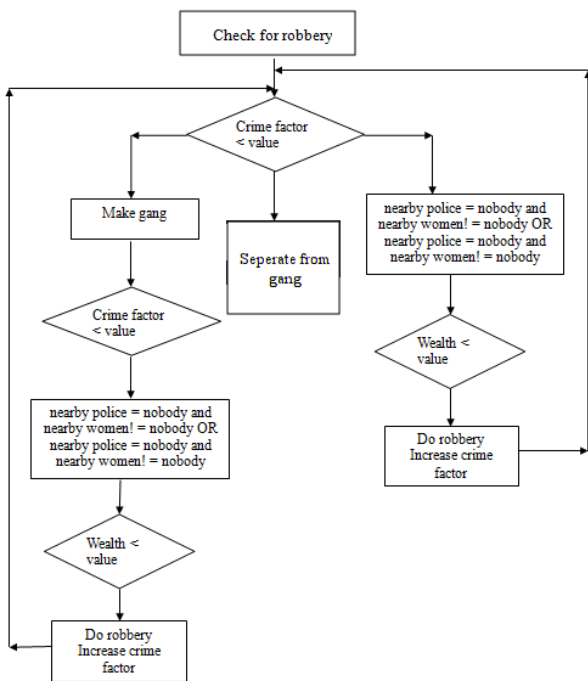 Check for robbery
Crime factor
< value
Make gang
Seperate from
gang
nearby police = nobody and
nearby women! = nobody OR
nearby police = nobody and
nearby women! = nobody
Crime factor
< value
Wealth <
value
nearby police = nobody and
nearby women! = nobody OR
nearby police = nobody and
nearby women! = nobody
Do robbery
Increase crime
factor
Wealth <
value
Do robbery
Increase crime
factor